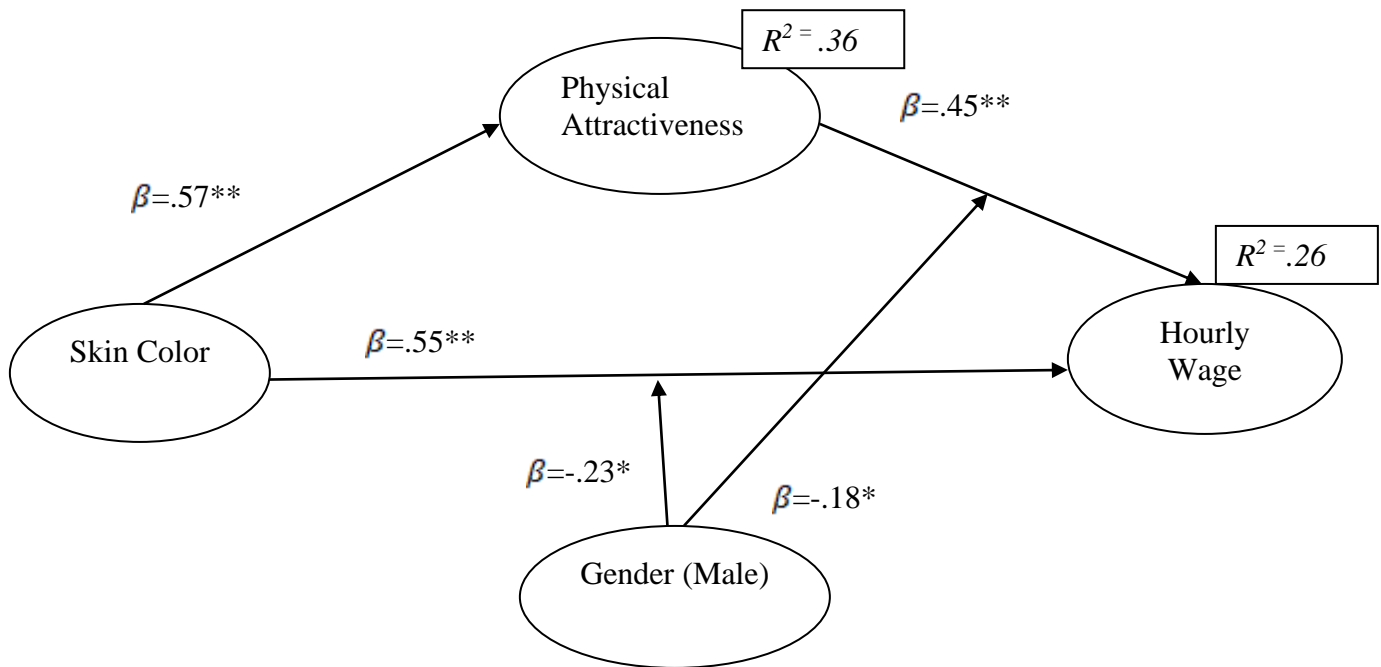 R² = .36
Physical
Attractiveness
β=.45**
β=.57**
R² =.26
Skin Color
β=.55**
Hourly
Wage
β=-.23*
β=-.18*
Gender (Male)